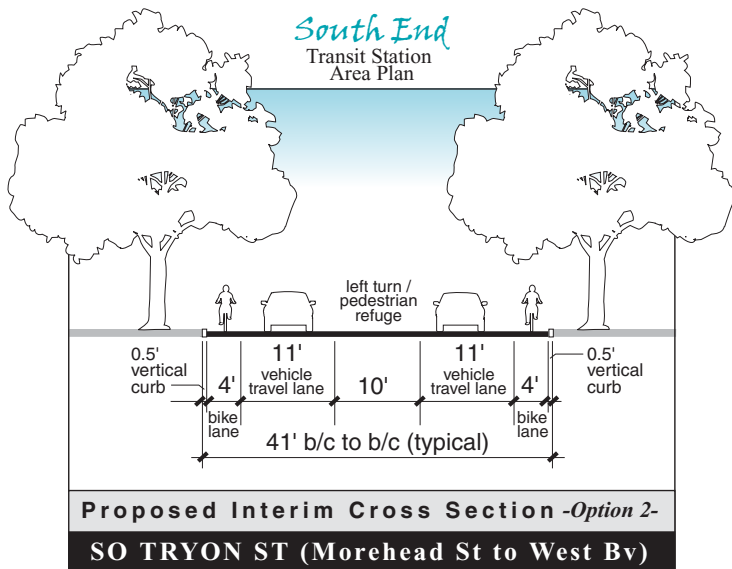 South End
Transit Station
Area Plan
left turn /
pedestrian
refuge
0.5'
vertical
curb
4'
11'
vehicle
travel lane
10'
11'
vehicle
travel lane
4'
0.5'
vertical
curb
bike
lane
bike
lane
41' b/c to b/c (typical)
Proposed Interim Cross Section -Option 2-
SO TRYON ST (Morehead St to West Bv)